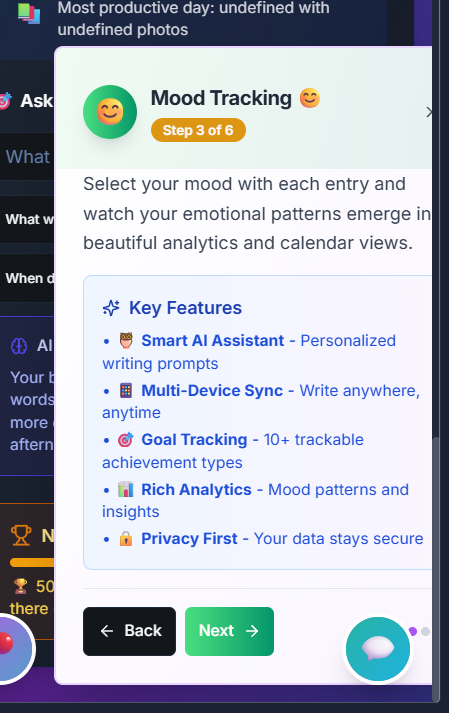 Most productive day: undefined with
undefined photos
Ask
What
What w
When d
AI
Your b
words
more
aftern
N
50
there
Mood Tracking 😊
Step 3 of 6
Select your mood with each entry and
watch your emotional patterns emerge in
beautiful analytics and calendar views.
Key Features
• 🦉 Smart AI Assistant - Personalized
writing prompts
• 📱 Multi-Device Sync - Write anywhere,
anytime
• 🎯 Goal Tracking - 10+ trackable
achievement types
• 📊 Rich Analytics - Mood patterns and
insights
• 🔒 Privacy First - Your data stays secure
← Back
Next →